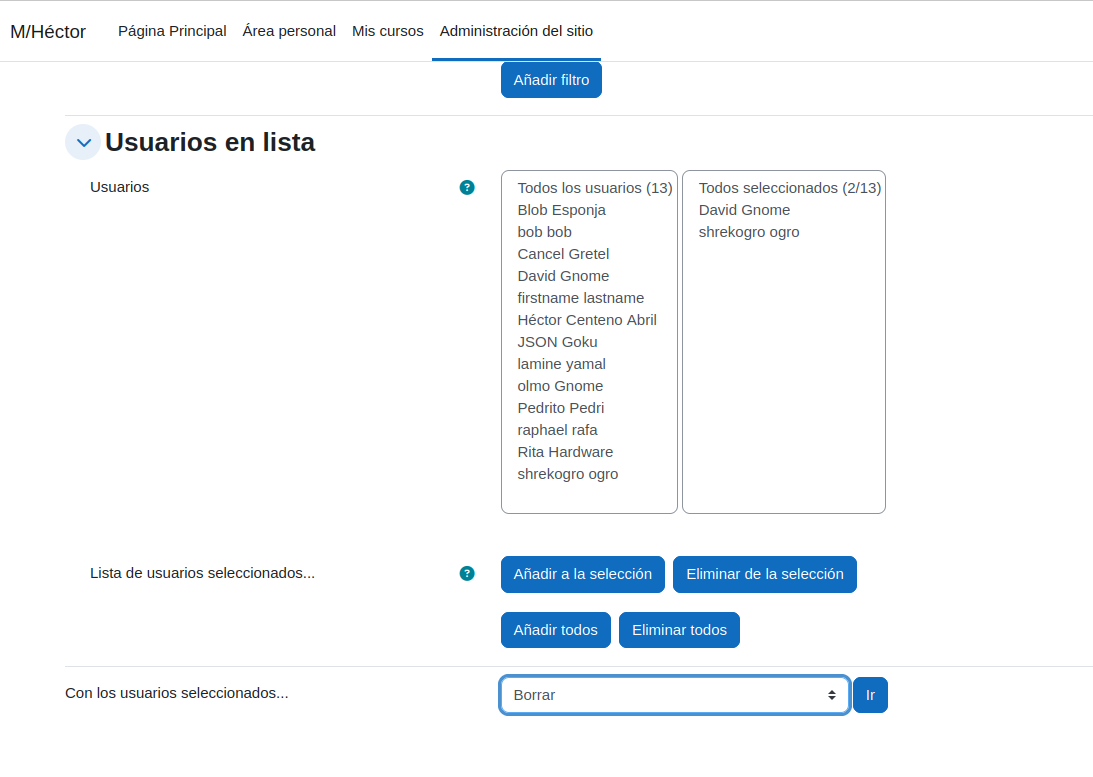 M/Héctor Página Principal Área personal Mis cursos Administración del sitio
Añadir filtro
Usuarios en lista
Usuarios
Todos los usuarios (13)
Blob Esponja
bob bob
Cancel Gretel
David Gnome
firstname lastname
Héctor Centeno Abril
JSON Goku
lamine yamal
olmo Gnome
Pedrito Pedri
raphael rafa
Rita Hardware
shrekogro ogro
Todos seleccionados (2/13)
David Gnome
shrekogro ogro
Lista de usuarios seleccionados...
Añadir a la selección Eliminar de la selección
Añadir todos Eliminar todos
Con los usuarios seleccionados... Borrar Ir